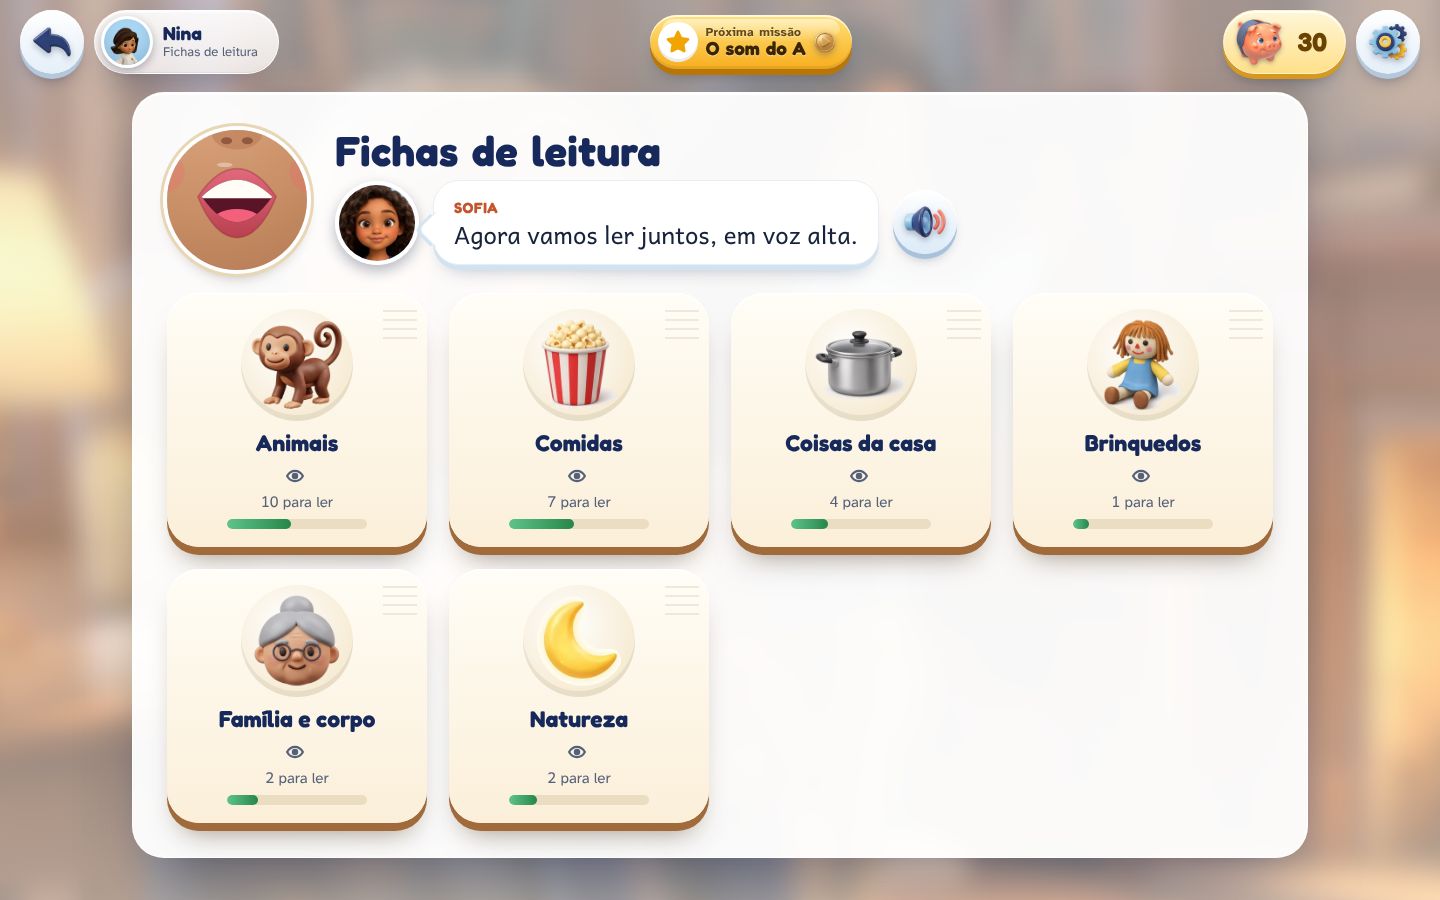 Nina
Fichas de leitura
Próxima missão
O som do A
30
Fichas de leitura
SOFIA
Agora vamos ler juntos, em voz alta.
Animais
10 para ler
Comidas
7 para ler
Coisas da casa
4 para ler
Brinquedos
1 para ler
Família e corpo
2 para ler
Natureza
2 para ler